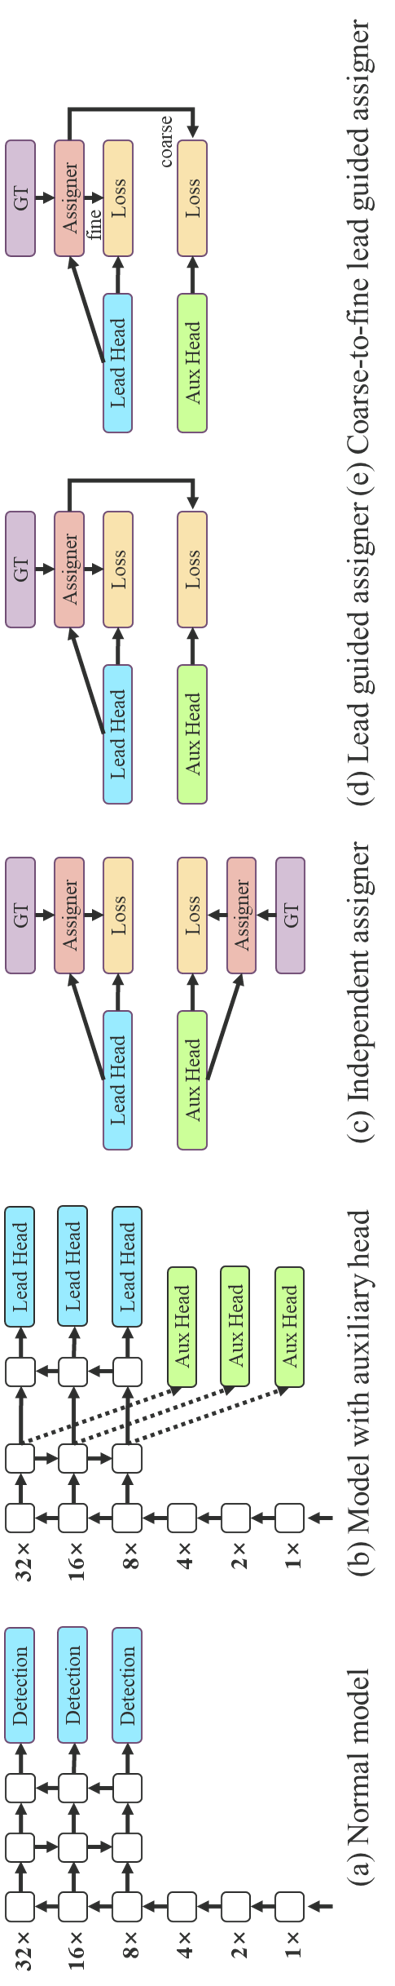 32×
16×
8×
4×
2×
1×
Detection
Detection
Detection
(a) Normal model
32×
16×
8×
4×
2×
1×
Lead Head
Lead Head
Lead Head
Aux Head
Aux Head
Aux Head
(b) Model with auxiliary head
GT
Assigner
Lead Head
Loss
Aux Head
Loss
Assigner
GT
(c) Independent assigner
GT
Assigner
Lead Head
Loss
Aux Head
Loss
(d) Lead guided assigner
GT
Assigner
fine
Lead Head
Loss
coarse
Aux Head
Loss
(e) Coarse-to-fine lead guided assigner